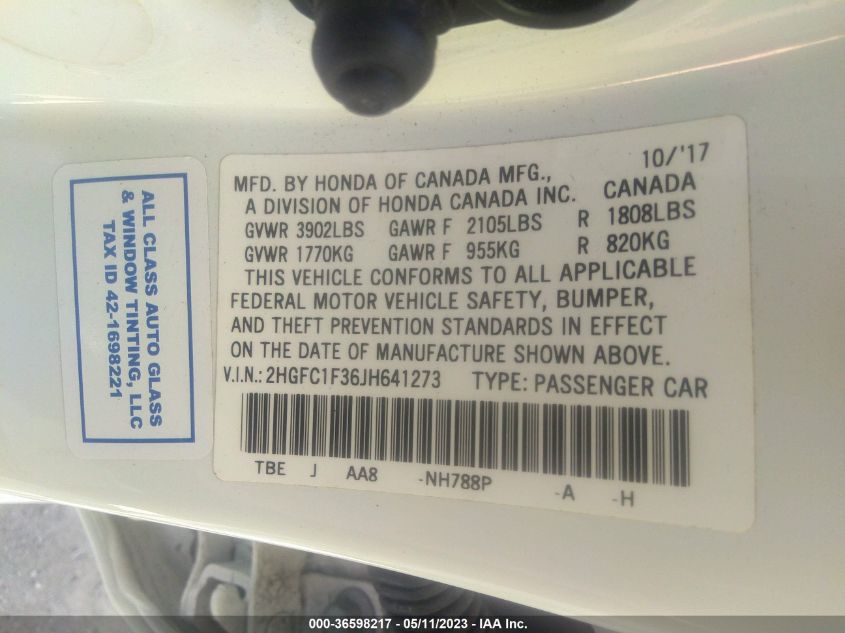 ALL CLASS AUTO GLASS
& WINDOW TINTING, LLC
TAX ID 42-1698221
10/'17
MFD. BY HONDA OF CANADA MFG.,
A DIVISION OF HONDA CANADA INC. CANADA
GVWR 3902LBS GAWR F 2105LBS R 1808LBS
GVWR 1770KG GAWR F 955KG R 820KG
THIS VEHICLE CONFORMS TO ALL APPLICABLE
FEDERAL MOTOR VEHICLE SAFETY, BUMPER,
AND THEFT PREVENTION STANDARDS IN EFFECT
ON THE DATE OF MANUFACTURE SHOWN ABOVE.
V.I.N.: 2HGFC1F36JH641273 TYPE: PASSENGER CAR
TBE J AA8 -NH788P -A -H
000-36598217 - 05/11/2023 - IAA Inc.